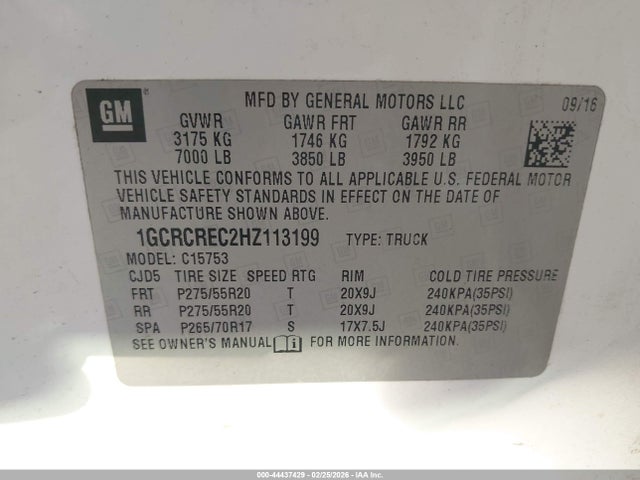 GM ®
MFD BY GENERAL MOTORS LLC 09/16
GVWR GAWR FRT GAWR RR
3175 KG 1746 KG 1792 KG
7000 LB 3850 LB 3950 LB
THIS VEHICLE CONFORMS TO ALL APPLICABLE U.S. FEDERAL MOTOR
VEHICLE SAFETY STANDARDS IN EFFECT ON THE DATE OF
MANUFACTURE SHOWN ABOVE.
1GCRCREC2HZ113199 TYPE: TRUCK
MODEL: C15753
CJD5 TIRE SIZE SPEED RTG RIM COLD TIRE PRESSURE
FRT P275/55R20 T 20X9J 240KPA(35PSI)
RR P275/55R20 T 20X9J 240KPA(35PSI)
SPA P265/70R17 S 17X7.5J 240KPA(35PSI)
SEE OWNER'S MANUAL FOR MORE INFORMATION.
000-44437429 - 02/25/2026 - IAA, Inc.